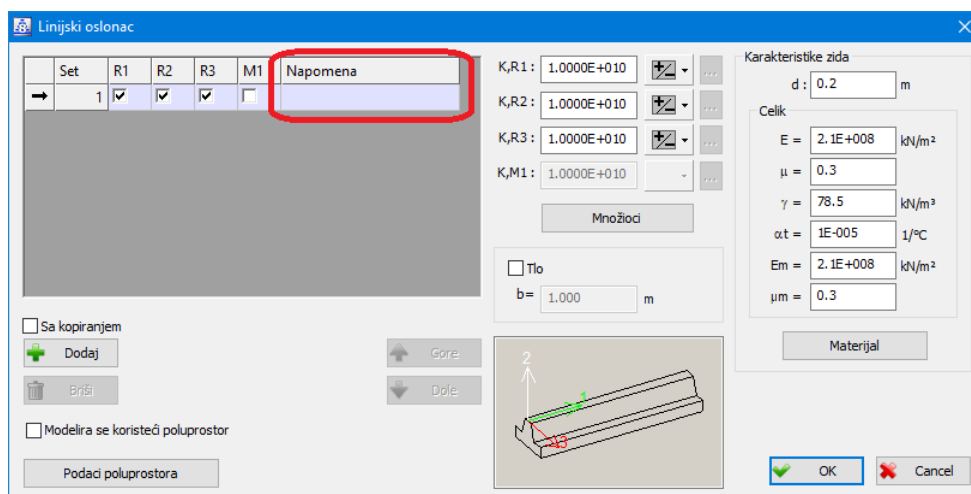 Linijski oslonac
Set R1 R2 R3 M1 Napomena
1
Sa kopiranjem
Dodaj
Gore
Briši
Dole
Modelira se koristeći poluprostor
Podaci poluprostora
K,R1: 1.0000E+010 +/- ...
K,R2: 1.0000E+010 +/- ...
K,R3: 1.0000E+010 +/- ...
K,M1: 1.0000E+010 ...
Množioci
Tlo
b= 1.000 m
2
1
3
Karakteristike zida
d: 0.2 m
Celik
E = 2.1E+008 kN/m²
μ = 0.3
γ = 78.5 kN/m³
αt = 1E-005 1/°C
Em = 2.1E+008 kN/m²
μm = 0.3
Materijal
OK
Cancel